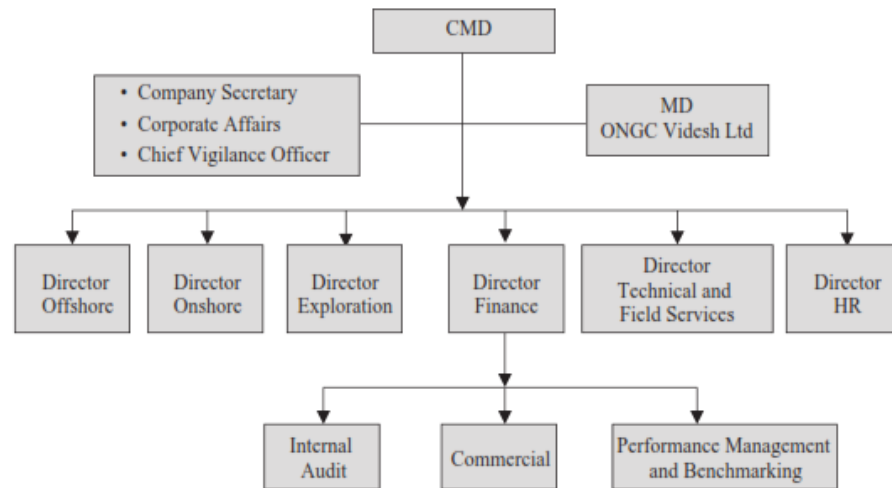 CMD
• Company Secretary
• Corporate Affairs
• Chief Vigilance Officer
MD
ONGC Videsh Ltd
Director
Offshore
Director
Onshore
Director
Exploration
Director
Finance
Director
Technical and
Field Services
Director
HR
Internal
Audit
Commercial
Performance Management
and Benchmarking